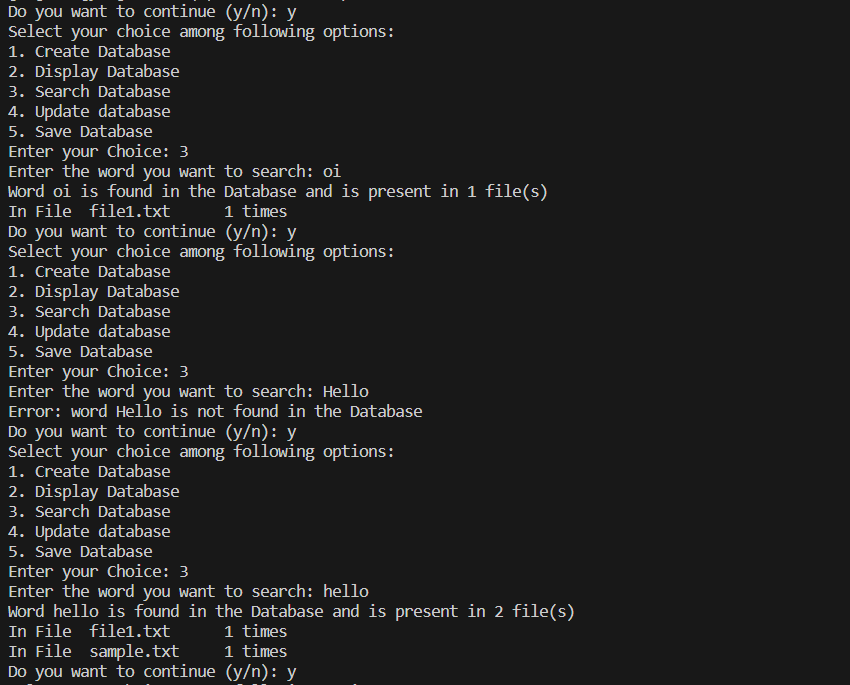 Do you want to continue (y/n): y
Select your choice among following options:
1. Create Database
2. Display Database
3. Search Database
4. Update database
5. Save Database
Enter your Choice: 3
Enter the word you want to search: oi
Word oi is found in the Database and is present in 1 file(s)
In File  file1.txt      1 times
Do you want to continue (y/n): y
Select your choice among following options:
1. Create Database
2. Display Database
3. Search Database
4. Update database
5. Save Database
Enter your Choice: 3
Enter the word you want to search: Hello
Error: word Hello is not found in the Database
Do you want to continue (y/n): y
Select your choice among following options:
1. Create Database
2. Display Database
3. Search Database
4. Update database
5. Save Database
Enter your Choice: 3
Enter the word you want to search: hello
Word hello is found in the Database and is present in 2 file(s)
In File  file1.txt      1 times
In File  sample.txt     1 times
Do you want to continue (y/n): y